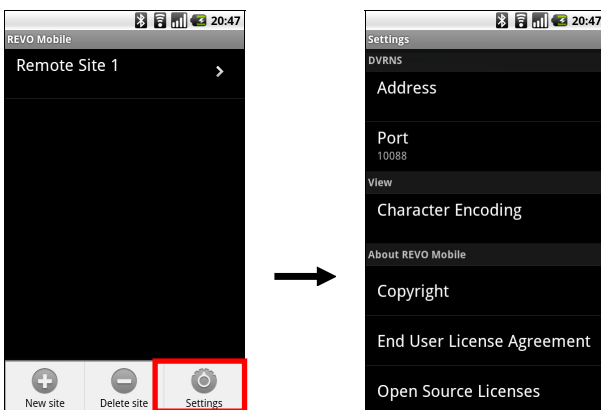 20:47
REVO Mobile
Remote Site 1
New site Delete site Settings
20:47
Settings
DVRNS
Address
Port
10088
View
Character Encoding
About REVO Mobile
Copyright
End User License Agreement
Open Source Licenses